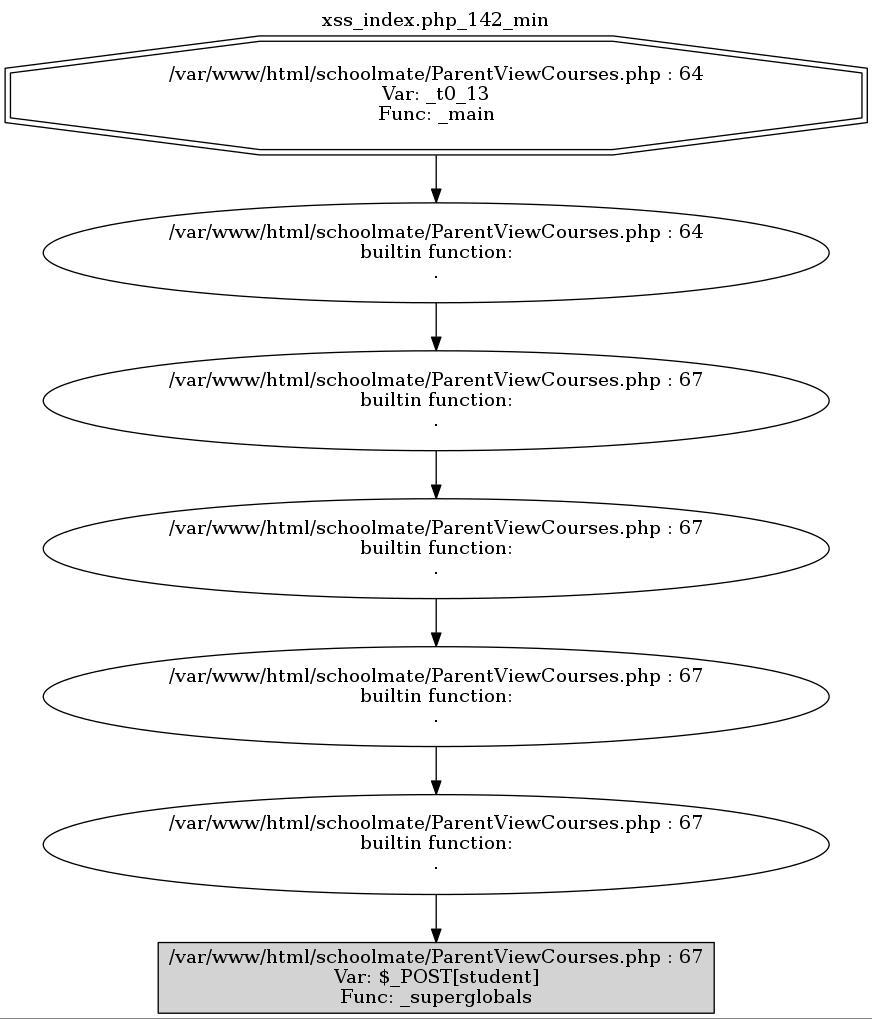 xss_index.php_142_min
/var/www/html/schoolmate/ParentViewCourses.php : 64
Var: _t0_13
Func: _main
/var/www/html/schoolmate/ParentViewCourses.php : 64
builtin function:
.
/var/www/html/schoolmate/ParentViewCourses.php : 67
builtin function:
.
/var/www/html/schoolmate/ParentViewCourses.php : 67
builtin function:
.
/var/www/html/schoolmate/ParentViewCourses.php : 67
builtin function:
.
/var/www/html/schoolmate/ParentViewCourses.php : 67
builtin function:
.
/var/www/html/schoolmate/ParentViewCourses.php : 67
Var: $_POST[student]
Func: _superglobals